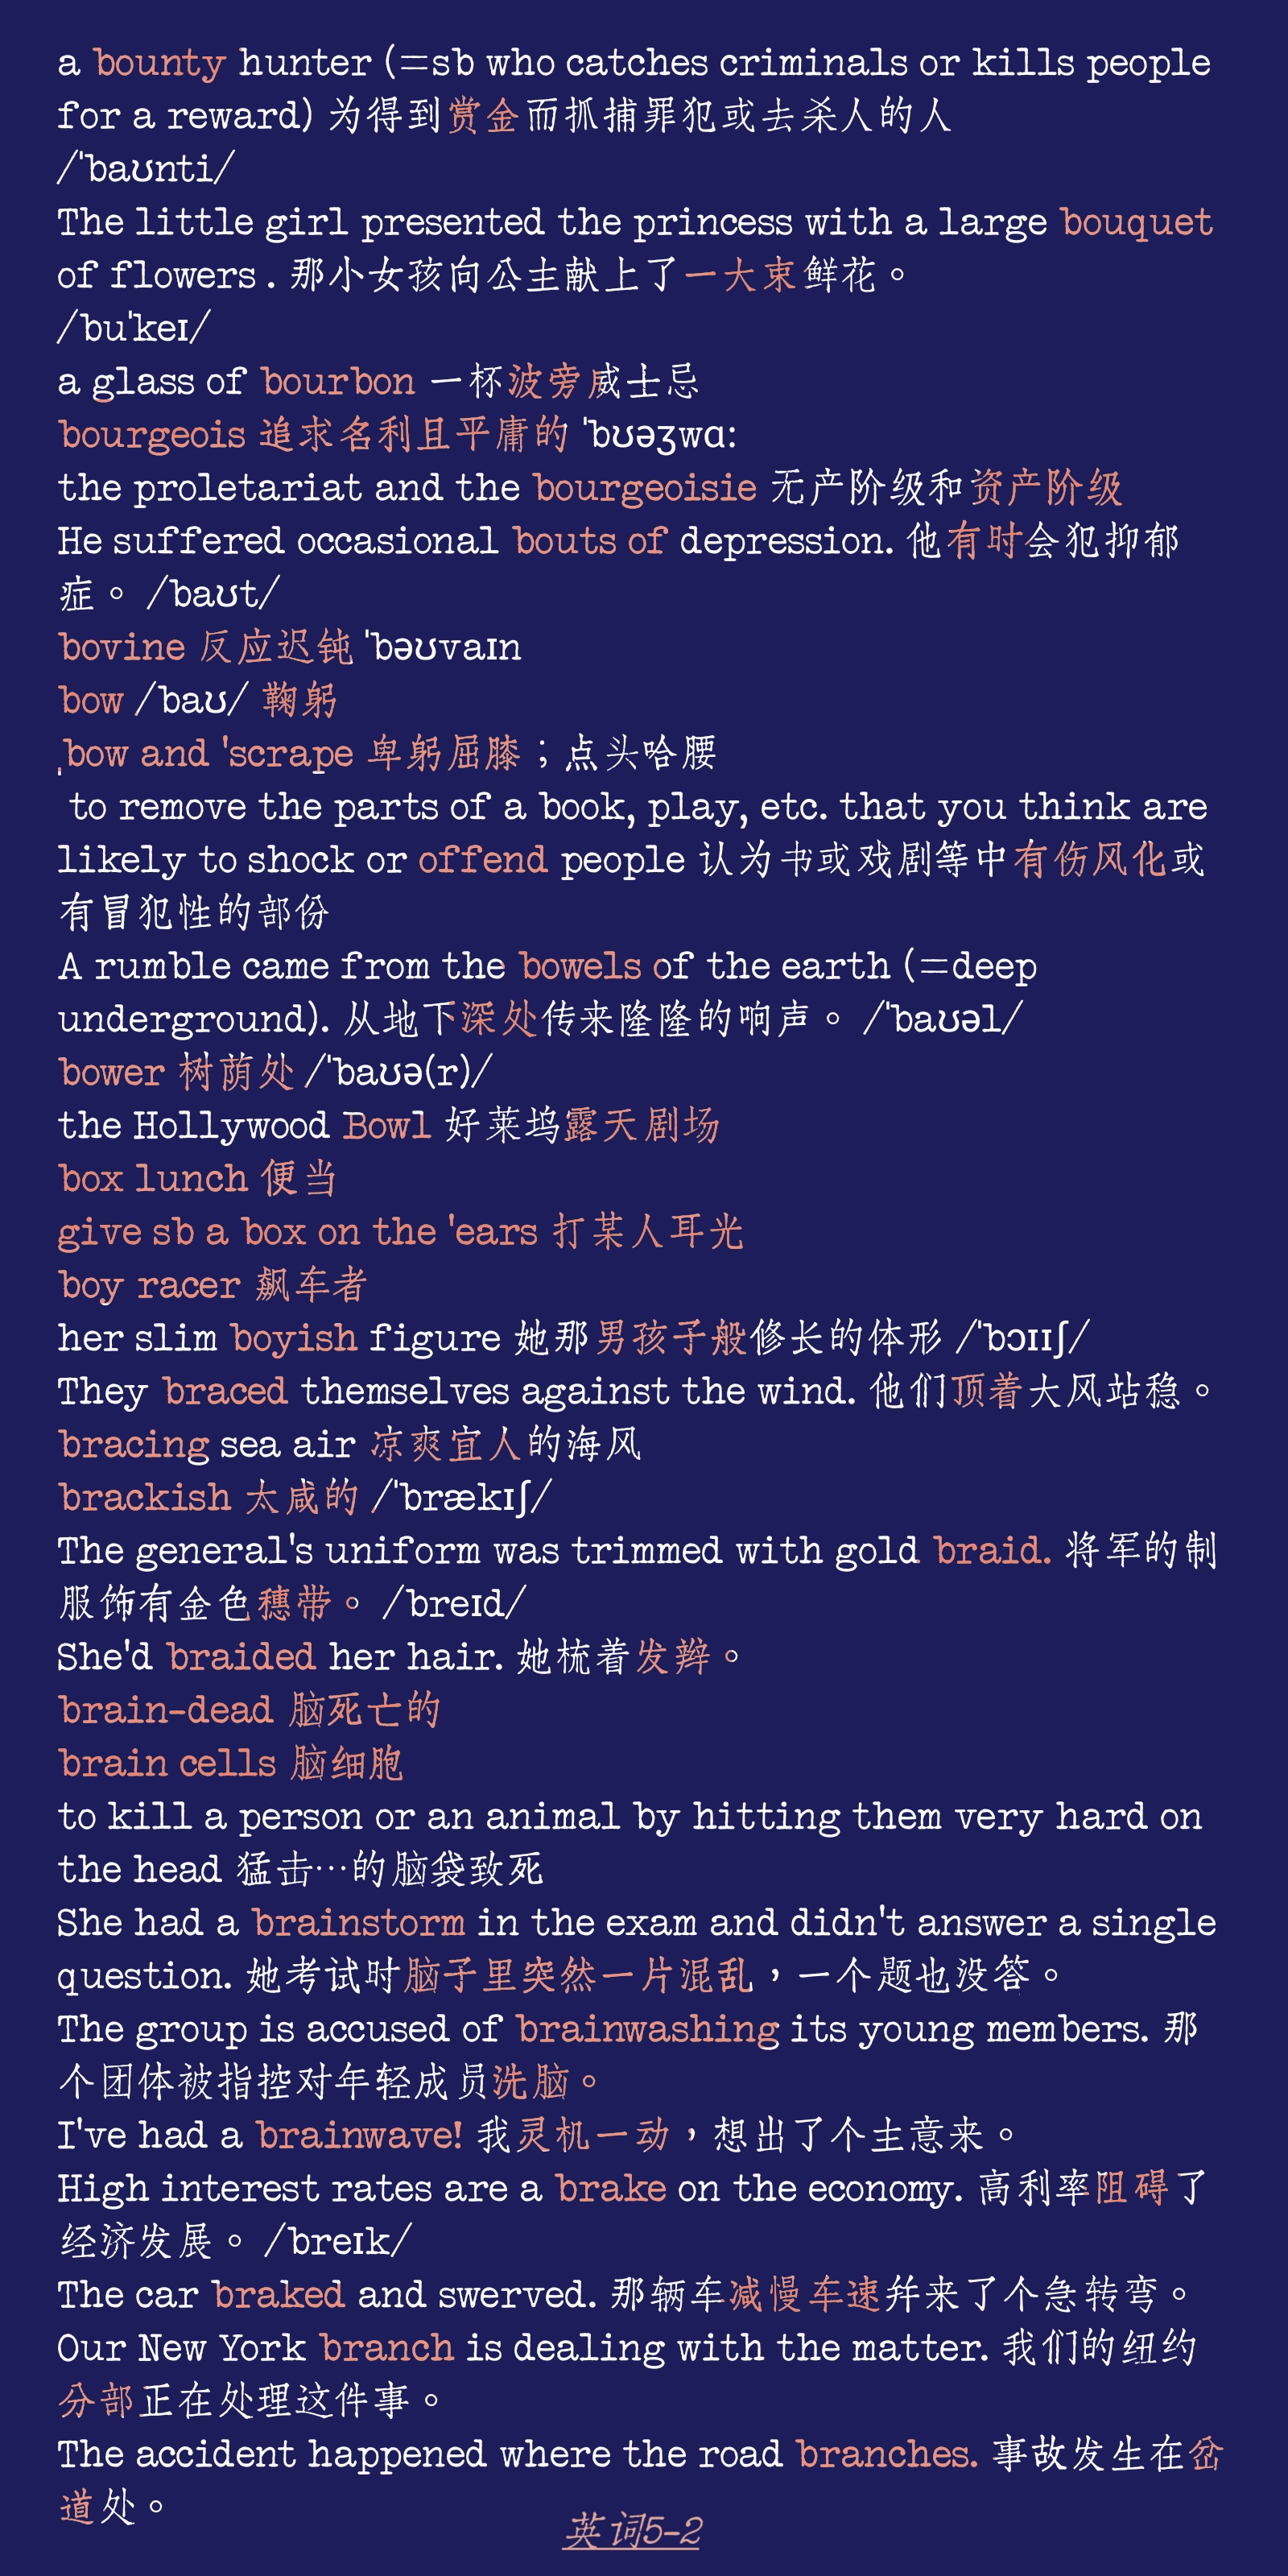 a bounty hunter (=sb who catches criminals or kills people
for a reward) 为得到赏金而抓捕罪犯或去杀人的人
/ˈbaʊnti/
The little girl presented the princess with a large bouquet
of flowers . 那小女孩向公主献上了一大束鲜花。
/buˈkeɪ/
a glass of bourbon 一杯波旁威士忌
bourgeois 追求名利且平庸的 ˈbʊəʒwɑː
the proletariat and the bourgeoisie 无产阶级和资产阶级
He suffered occasional bouts of depression. 他有时会犯抑郁
症。 /baʊt/
bovine 反应迟钝 ˈbəʊvaɪn
bow /baʊ/ 鞠躬
ˌbow and ˈscrape 卑躬屈膝；点头哈腰
to remove the parts of a book, play, etc. that you think are
likely to shock or offend people 认为书或戏剧等中有伤风化或
有冒犯性的部份
A rumble came from the bowels of the earth (=deep
underground). 从地下深处传来隆隆的响声。 /ˈbaʊəl/
bower 树荫处 /ˈbaʊə(r)/
the Hollywood Bowl 好莱坞露天剧场
box lunch 便当
give sb a box on the 'ears 打某人耳光
boy racer 飙车者
her slim boyish figure 她那男孩子般修长的体形 /ˈbɔɪɪʃ/
They braced themselves against the wind. 他们顶着大风站稳。
bracing sea air 凉爽宜人的海风
brackish 太咸的 /ˈbrækɪʃ/
The general's uniform was trimmed with gold braid. 将军的制
服饰有金色穗带。 /breɪd/
She'd braided her hair. 她梳着发辫。
brain-dead 脑死亡的
brain cells 脑细胞
to kill a person or an animal by hitting them very hard on
the head 猛击…的脑袋致死
She had a brainstorm in the exam and didn't answer a single
question. 她考试时脑子里突然一片混乱，一个题也没答。
The group is accused of brainwashing its young members. 那
个团体被指控对年轻成员洗脑。
I've had a brainwave! 我灵机一动，想出了个主意来。
High interest rates are a brake on the economy. 高利率阻碍了
经济发展。 /breɪk/
The car braked and swerved. 那辆车减慢车速并来了个急转弯。
Our New York branch is dealing with the matter. 我们的纽约
分部正在处理这件事。
The accident happened where the road branches. 事故发生在岔
道处。
英词5-2